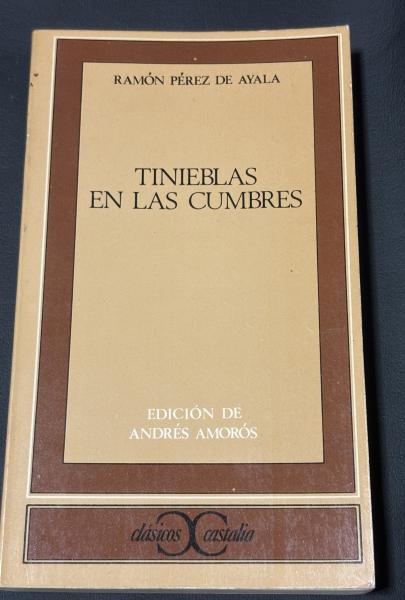 RAMÓN PÉREZ DE AYALA
TINIEBLAS
EN LAS CUMBRES
EDICIÓN DE
ANDRÉS AMORÓS
clásicos castalia